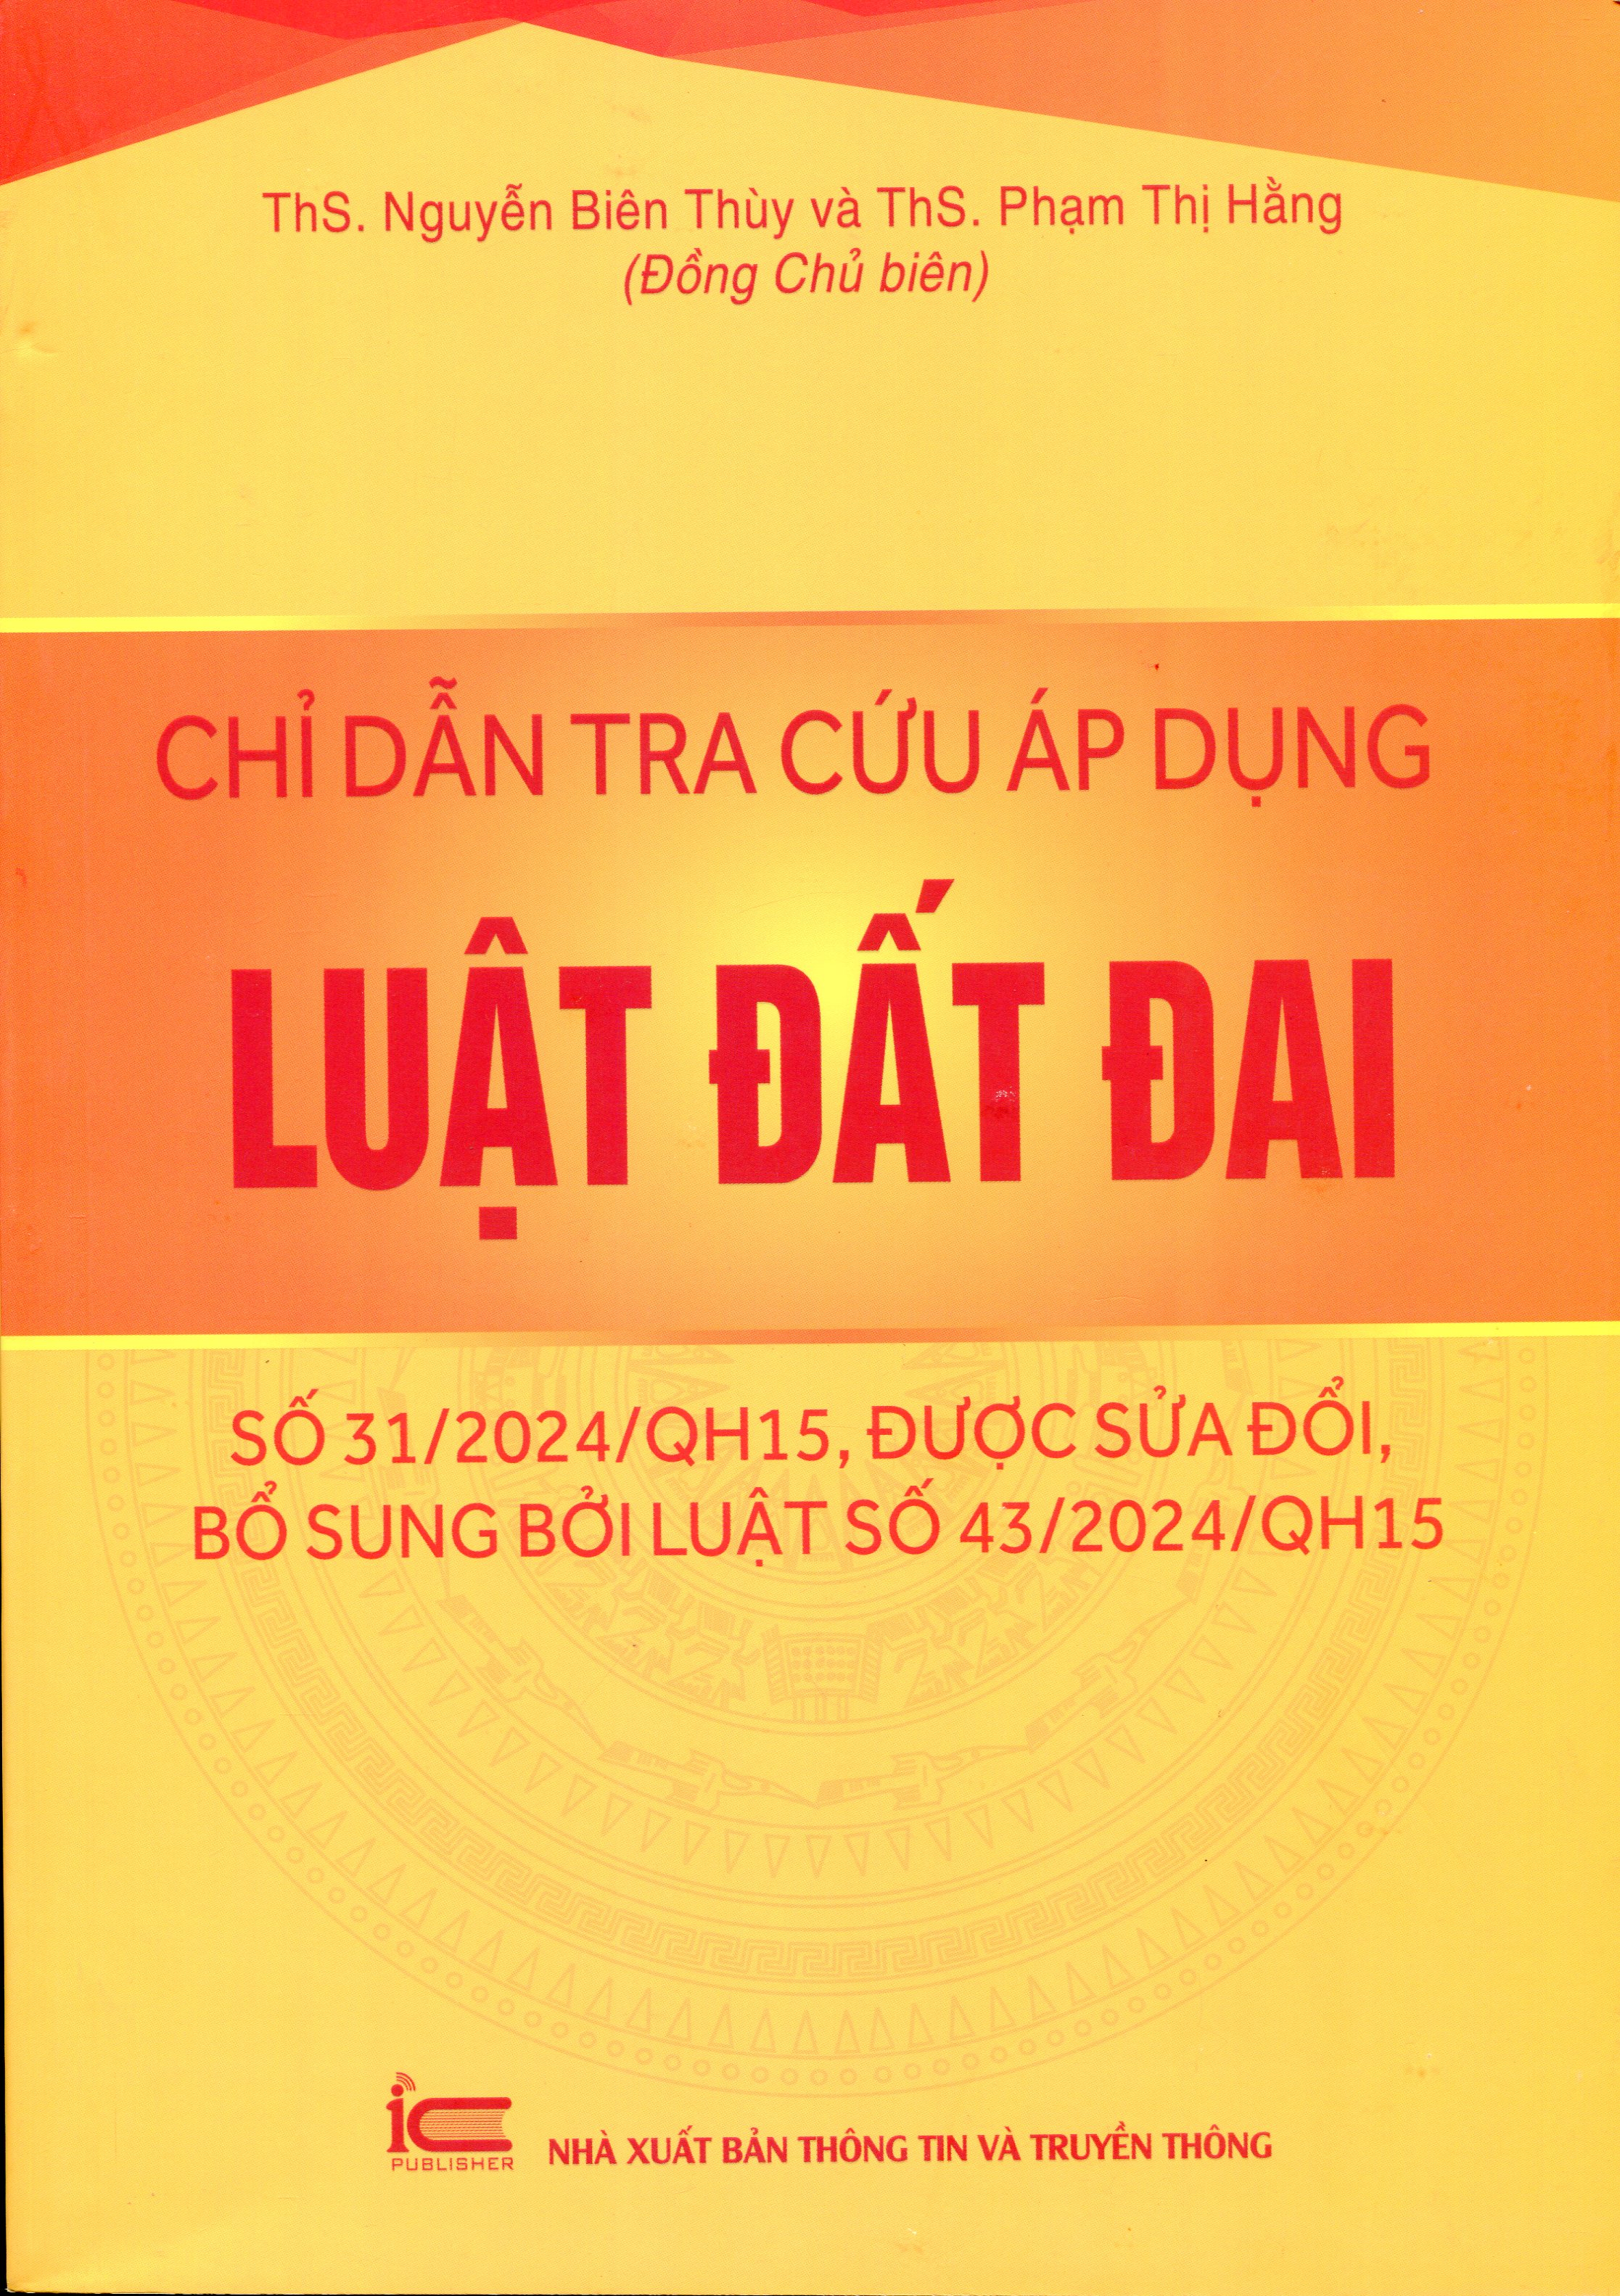 ThS. Nguyễn Biên Thùy và ThS. Phạm Thị Hằng
(Đồng Chủ biên)
CHỈ DẪN TRA CỨU ÁP DỤNG
LUẬT ĐẤT ĐAI
SỐ 31/2024/QH15, ĐƯỢC SỬA ĐỔI,
BỔ SUNG BỞI LUẬT SỐ 43/2024/QH15
iC
PUBLISHER
NHÀ XUẤT BẢN THÔNG TIN VÀ TRUYỀN THÔNG